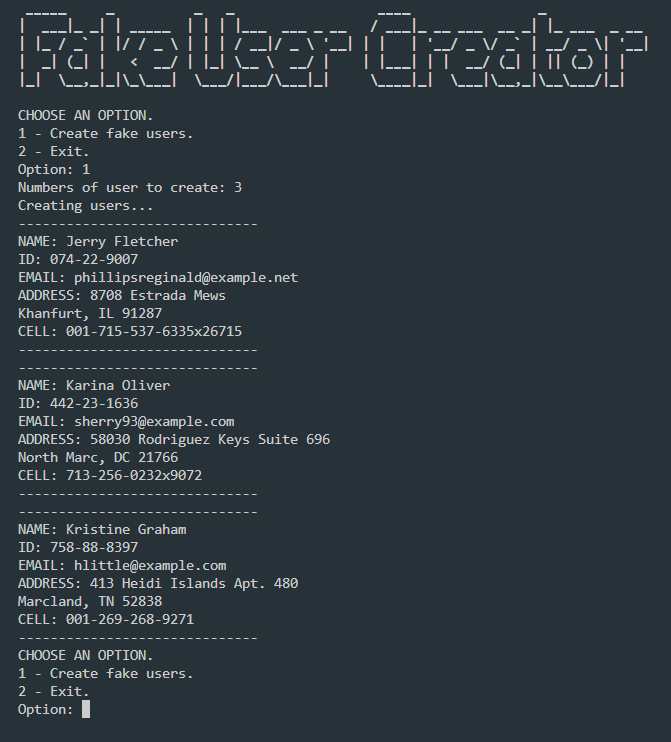 Fake User Creator
CHOOSE AN OPTION.
1 - Create fake users.
2 - Exit.
Option: 1
Numbers of user to create: 3
Creating users...
------------------------------
NAME: Jerry Fletcher
ID: 074-22-9007
EMAIL: phillipsreginald@example.net
ADDRESS: 8708 Estrada Mews
Khanfurt, IL 91287
CELL: 001-715-537-6335x26715
------------------------------
------------------------------
NAME: Karina Oliver
ID: 442-23-1636
EMAIL: sherry93@example.com
ADDRESS: 58030 Rodriguez Keys Suite 696
North Marc, DC 21766
CELL: 713-256-0232x9072
------------------------------
------------------------------
NAME: Kristine Graham
ID: 758-88-8397
EMAIL: hlittle@example.com
ADDRESS: 413 Heidi Islands Apt. 480
Marcland, TN 52838
CELL: 001-269-268-9271
------------------------------
CHOOSE AN OPTION.
1 - Create fake users.
2 - Exit.
Option: